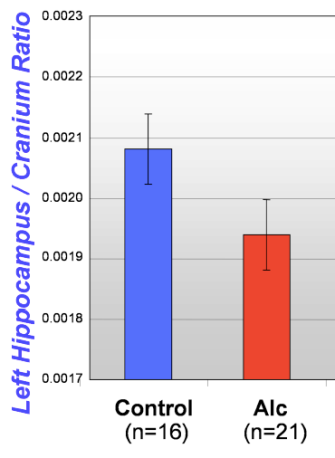 Left Hippocampus / Cranium Ratio
0.0023
0.0022
0.0021
0.0020
0.0019
0.0018
0.0017
Control
(n=16)
Alc
(n=21)